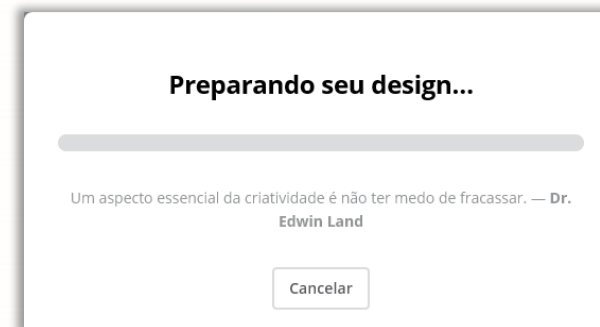 Preparando seu design...
Um aspecto essencial da criatividade é não ter medo de fracassar. — Dr.
Edwin Land
Cancelar